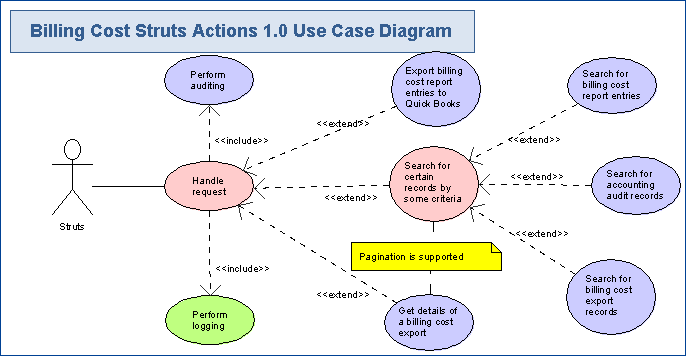 Billing Cost Struts Actions 1.0 Use Case Diagram
Perform
auditing
Export billing
cost report
entries to
Quick Books
Search for
billing cost
report entries
<<include>>
<<extend>>
<<extend>>
Struts
Handle
request
<<extend>>
Search for
certain
records by
some criteria
<<extend>>
Search for
accounting
audit records
<<extend>>
Pagination is supported
<<include>>
<<extend>>
Perform
logging
Get details of
a billing cost
export
Search for
billing cost
export
records